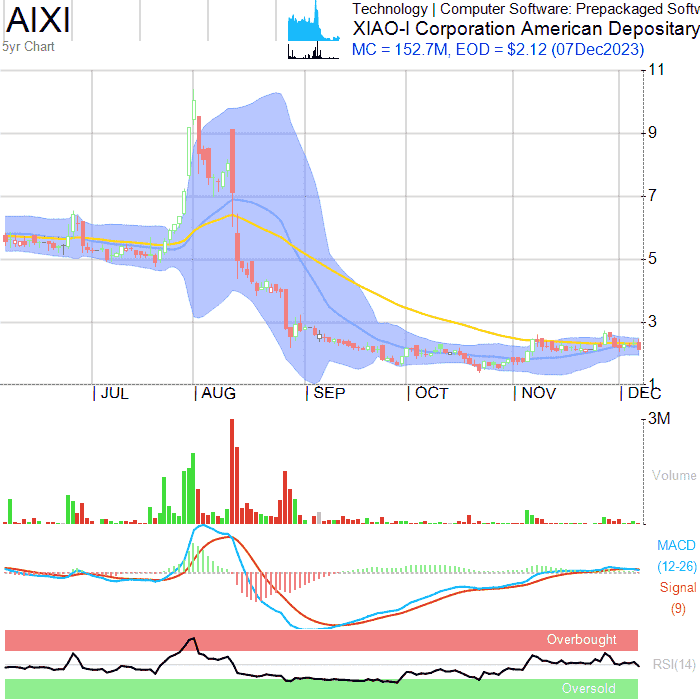 AIXI
5yr Chart
Technology | Computer Software: Prepackaged Softw
XIAO-I Corporation American Depositary
MC = 152.7M, EOD = $2.12 (07Dec2023)
11
9
7
5
3
1
JUL
AUG
SEP
OCT
NOV
DEC
3M
Volume
MACD
(12-26)
Signal
(9)
Overbought
RSI(14)
Oversold